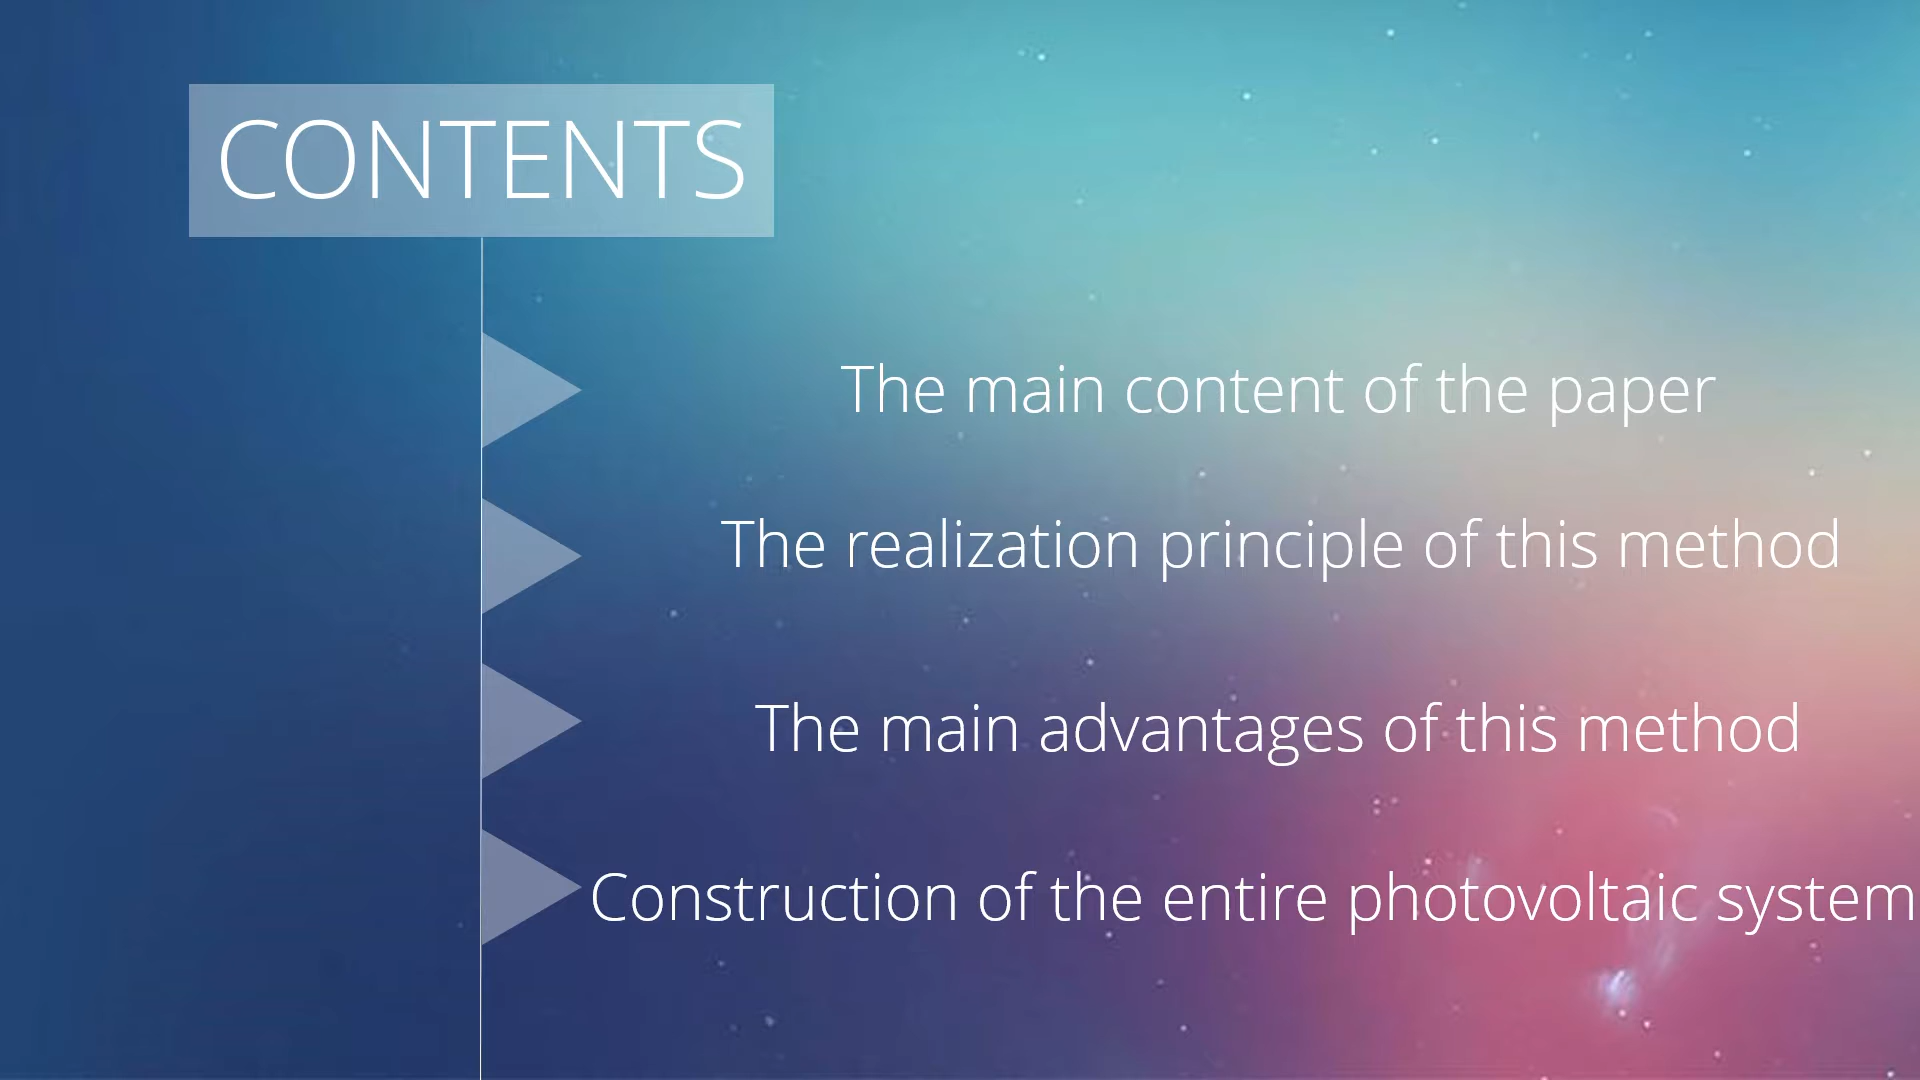 CONTENTS
The main content of the paper
The realization principle of this method
The main advantages of this method
Construction of the entire photovoltaic system